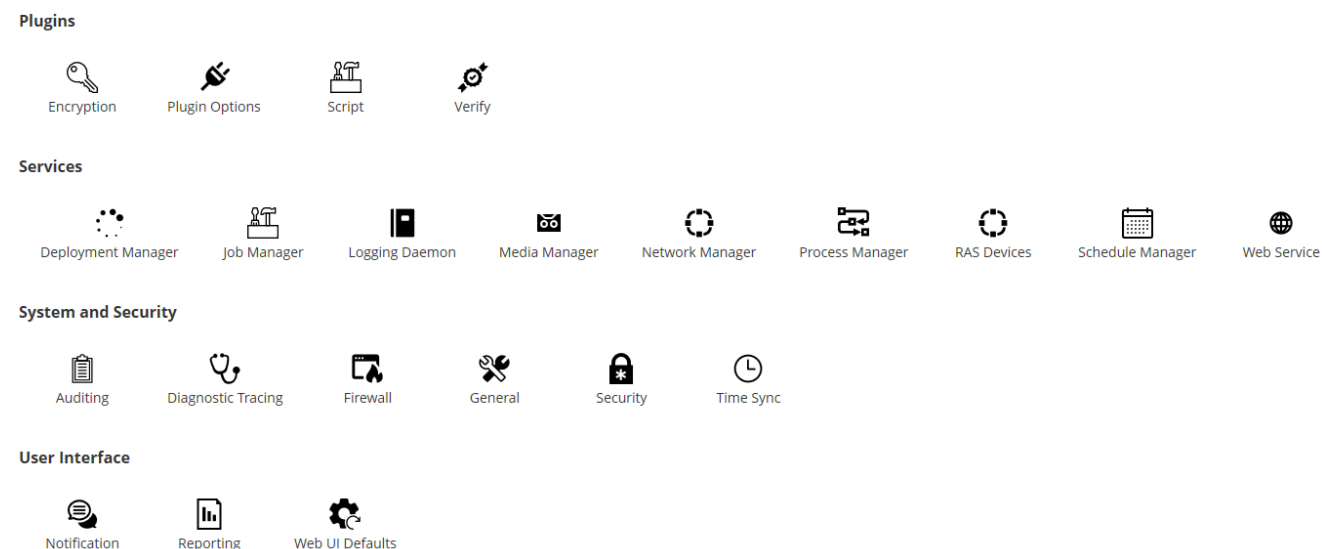 Plugins
Encryption Plugin Options Script Verify
Services
Deployment Manager Job Manager Logging Daemon Media Manager Network Manager Process Manager RAS Devices Schedule Manager Web Service
System and Security
Auditing Diagnostic Tracing Firewall General Security Time Sync
User Interface
Notification Reporting Web UI Defaults